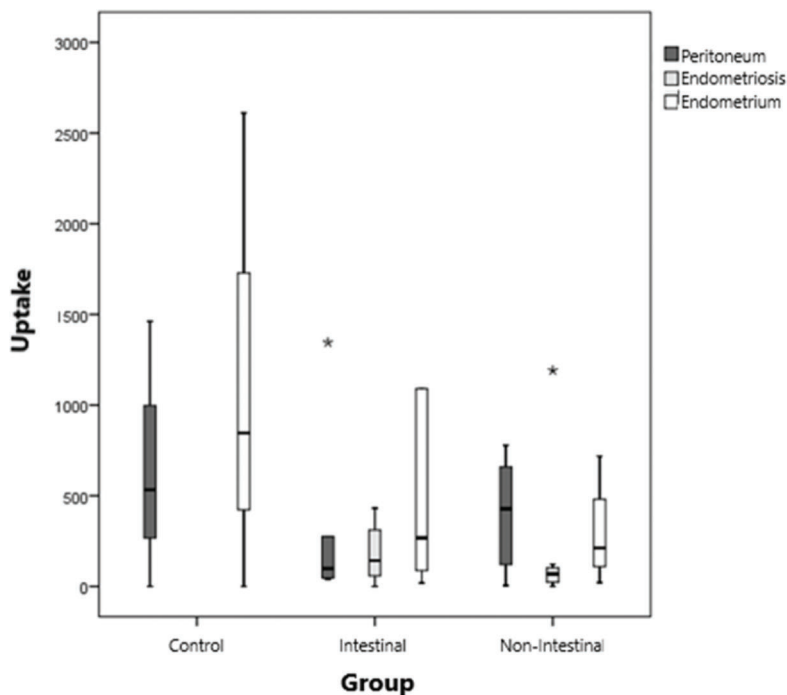 3000
2500
2000
1500
1000
500
0
Uptake
Peritoneum
Endometriosis
Endometrium
*
*
Control Intestinal Non-Intestinal
Group